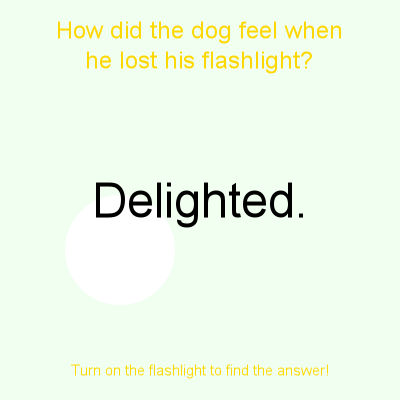 How did the dog feel when
he lost his flashlight?
Delighted.
Turn on the flashlight to find the answer!